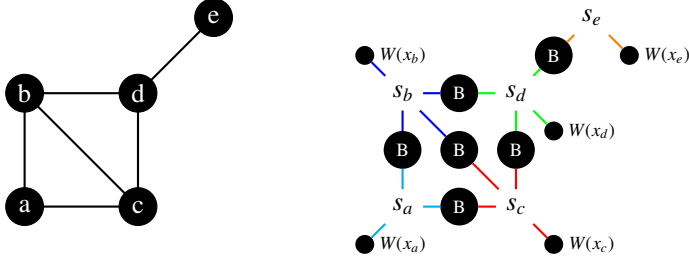 e
b
d
a
c
s_e
W(x_b)
B
W(x_e)
s_b
B
s_d
W(x_d)
B
B
B
s_a
B
s_c
W(x_a)
W(x_c)